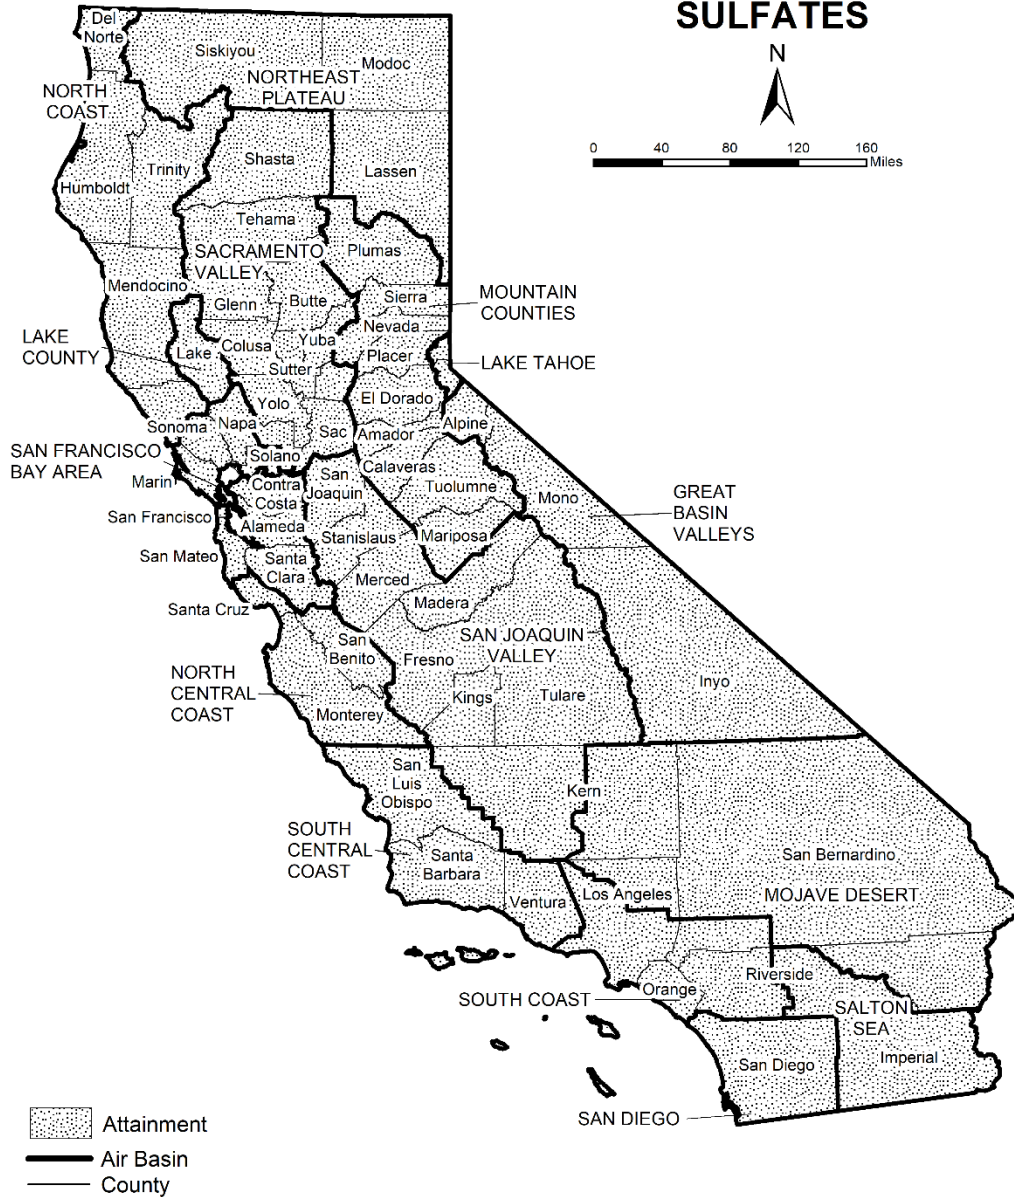 SULFATES
N
0 40 80 120 160
Miles
Del
Norte
Siskiyou
Modoc
NORTHEAST
PLATEAU
NORTH
COAST
Shasta
Trinity
Lassen
Humboldt
Tehama
Plumas
SACRAMENTO
VALLEY
Mendocino
Glenn
Butte
Sierra
MOUNTAIN
COUNTIES
Nevada
LAKE
COUNTY
Lake
Colusa
Yuba
Placer
LAKE TAHOE
Sutter
El Dorado
Yolo
Sonoma
Napa
Sac
Amador
Alpine
SAN FRANCISCO
BAY AREA
Solano
Calaveras
Marin
Contra
Costa
San
Joaquin
Tuolumne
Mono
GREAT
BASIN
VALLEYS
San Francisco
Alameda
Stanislaus
Mariposa
San Mateo
Santa
Clara
Merced
Santa Cruz
Madera
San
Benito
SAN JOAQUIN
VALLEY
Fresno
NORTH
CENTRAL
COAST
Kings
Tulare
Inyo
Monterey
San
Luis
Obispo
Kern
SOUTH
CENTRAL
COAST
Santa
Barbara
San Bernardino
Ventura
Los Angeles
MOJAVE DESERT
Riverside
Orange
SOUTH COAST
SALTON
SEA
San Diego
Imperial
SAN DIEGO
Attainment
Air Basin
County